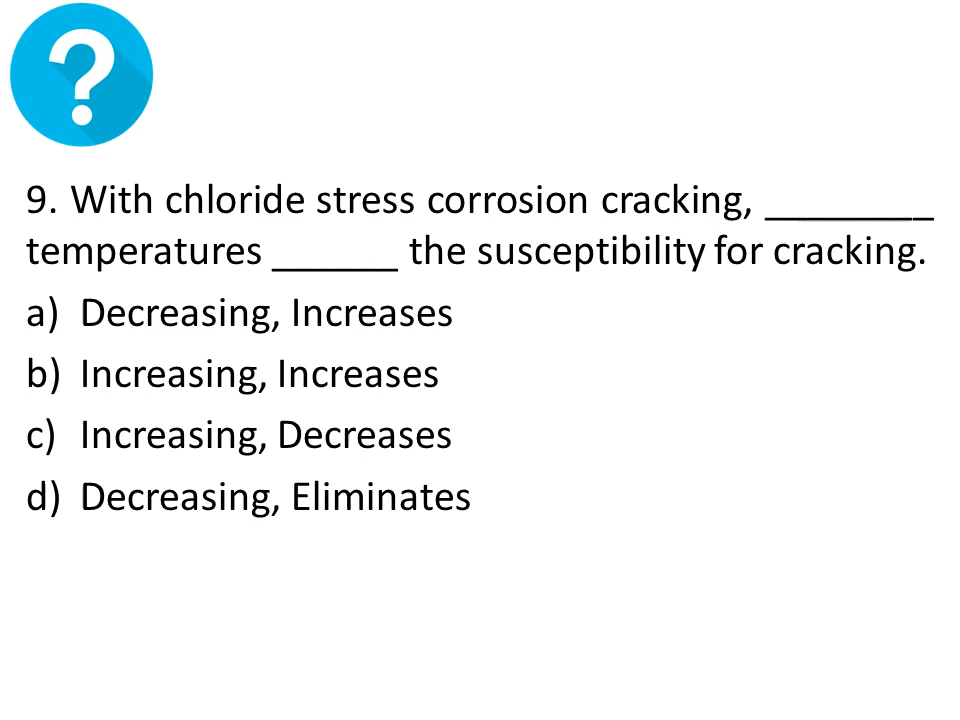 ?
9. With chloride stress corrosion cracking, ________
temperatures ______ the susceptibility for cracking.
a) Decreasing, Increases
b) Increasing, Increases
c) Increasing, Decreases
d) Decreasing, Eliminates